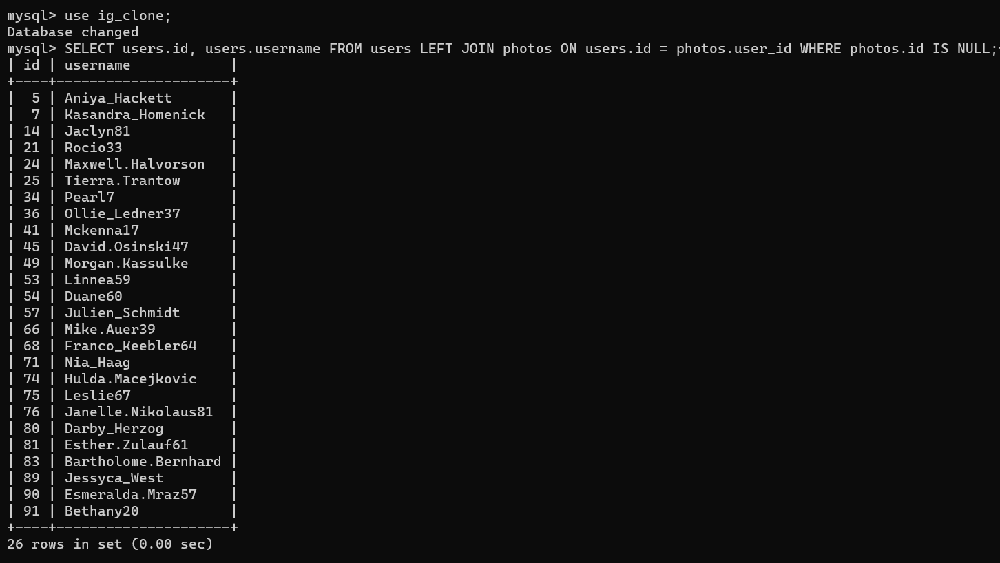 mysql> use ig_clone;
Database changed
mysql> SELECT users.id, users.username FROM users LEFT JOIN photos ON users.id = photos.user_id WHERE photos.id IS NULL;
| id | username            |
+----+---------------------+
|  5 | Aniya_Hackett       |
|  7 | Kasandra_Homenick   |
| 14 | Jaclyn81            |
| 21 | Rocio33             |
| 24 | Maxwell.Halvorson   |
| 25 | Tierra.Trantow      |
| 34 | Pearl7              |
| 36 | Ollie_Ledner37      |
| 41 | Mckenna17           |
| 45 | David.Osinski47     |
| 49 | Morgan.Kassulke     |
| 53 | Linnea59            |
| 54 | Duane60             |
| 57 | Julien_Schmidt      |
| 66 | Mike.Auer39         |
| 68 | Franco_Keebler64    |
| 71 | Nia_Haag            |
| 74 | Hulda.Macejkovic    |
| 75 | Leslie67            |
| 76 | Janelle.Nikolaus81  |
| 80 | Darby_Herzog        |
| 81 | Esther.Zulauf61     |
| 83 | Bartholome.Bernhard |
| 89 | Jessyca_West        |
| 90 | Esmeralda.Mraz57    |
| 91 | Bethany20           |
+----+---------------------+
26 rows in set (0.00 sec)